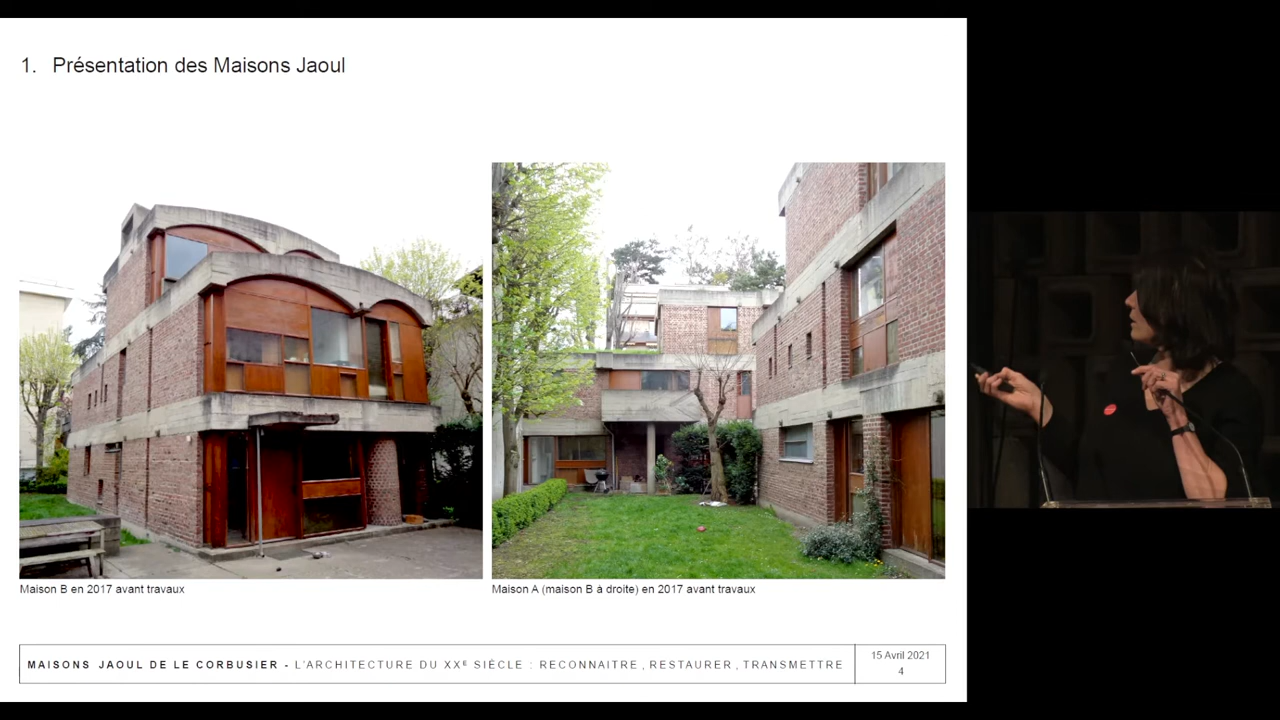 1. Présentation des Maisons Jaoul
Maison B en 2017 avant travaux
Maison A (maison B à droite) en 2017 avant travaux
MAISONS JAOUL DE LE CORBUSIER - L'ARCHITECTURE DU XXE SIÈCLE : RECONNAITRE , RESTAURER , TRANSMETTRE
15 Avril 2021
4